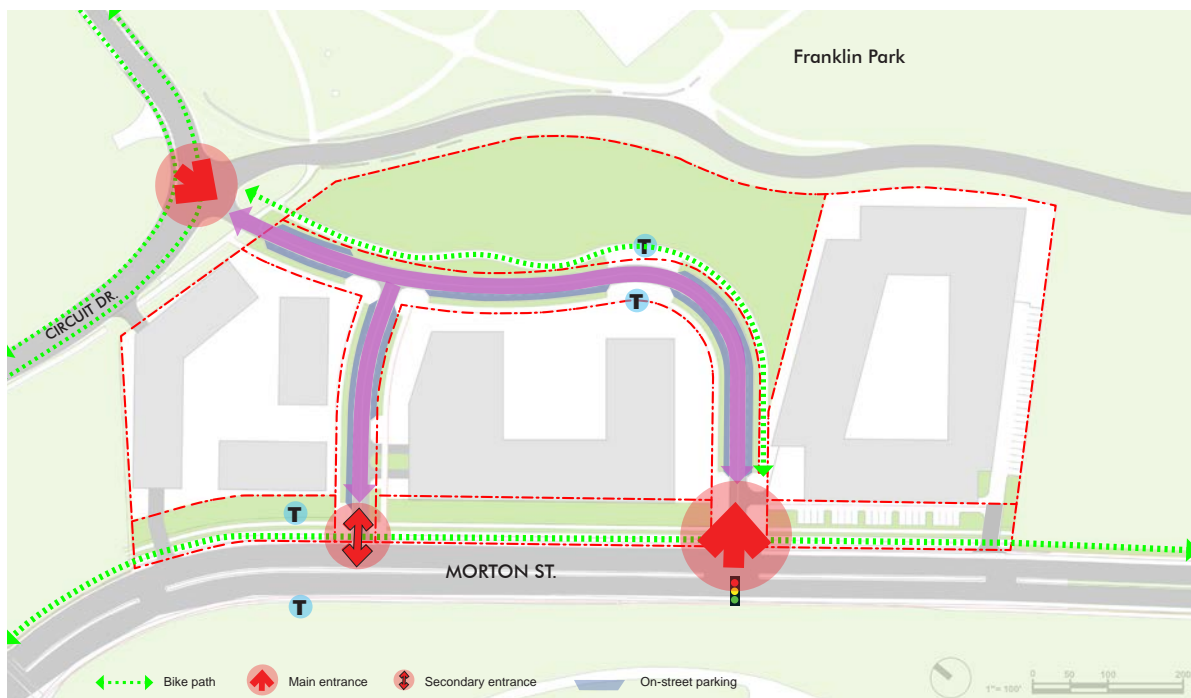 Franklin Park
T
T
CIRCUIT DR.
T
MORTON ST.
T
Bike path
Main entrance
Secondary entrance
On-street parking
0 50 100 200
1"= 100'